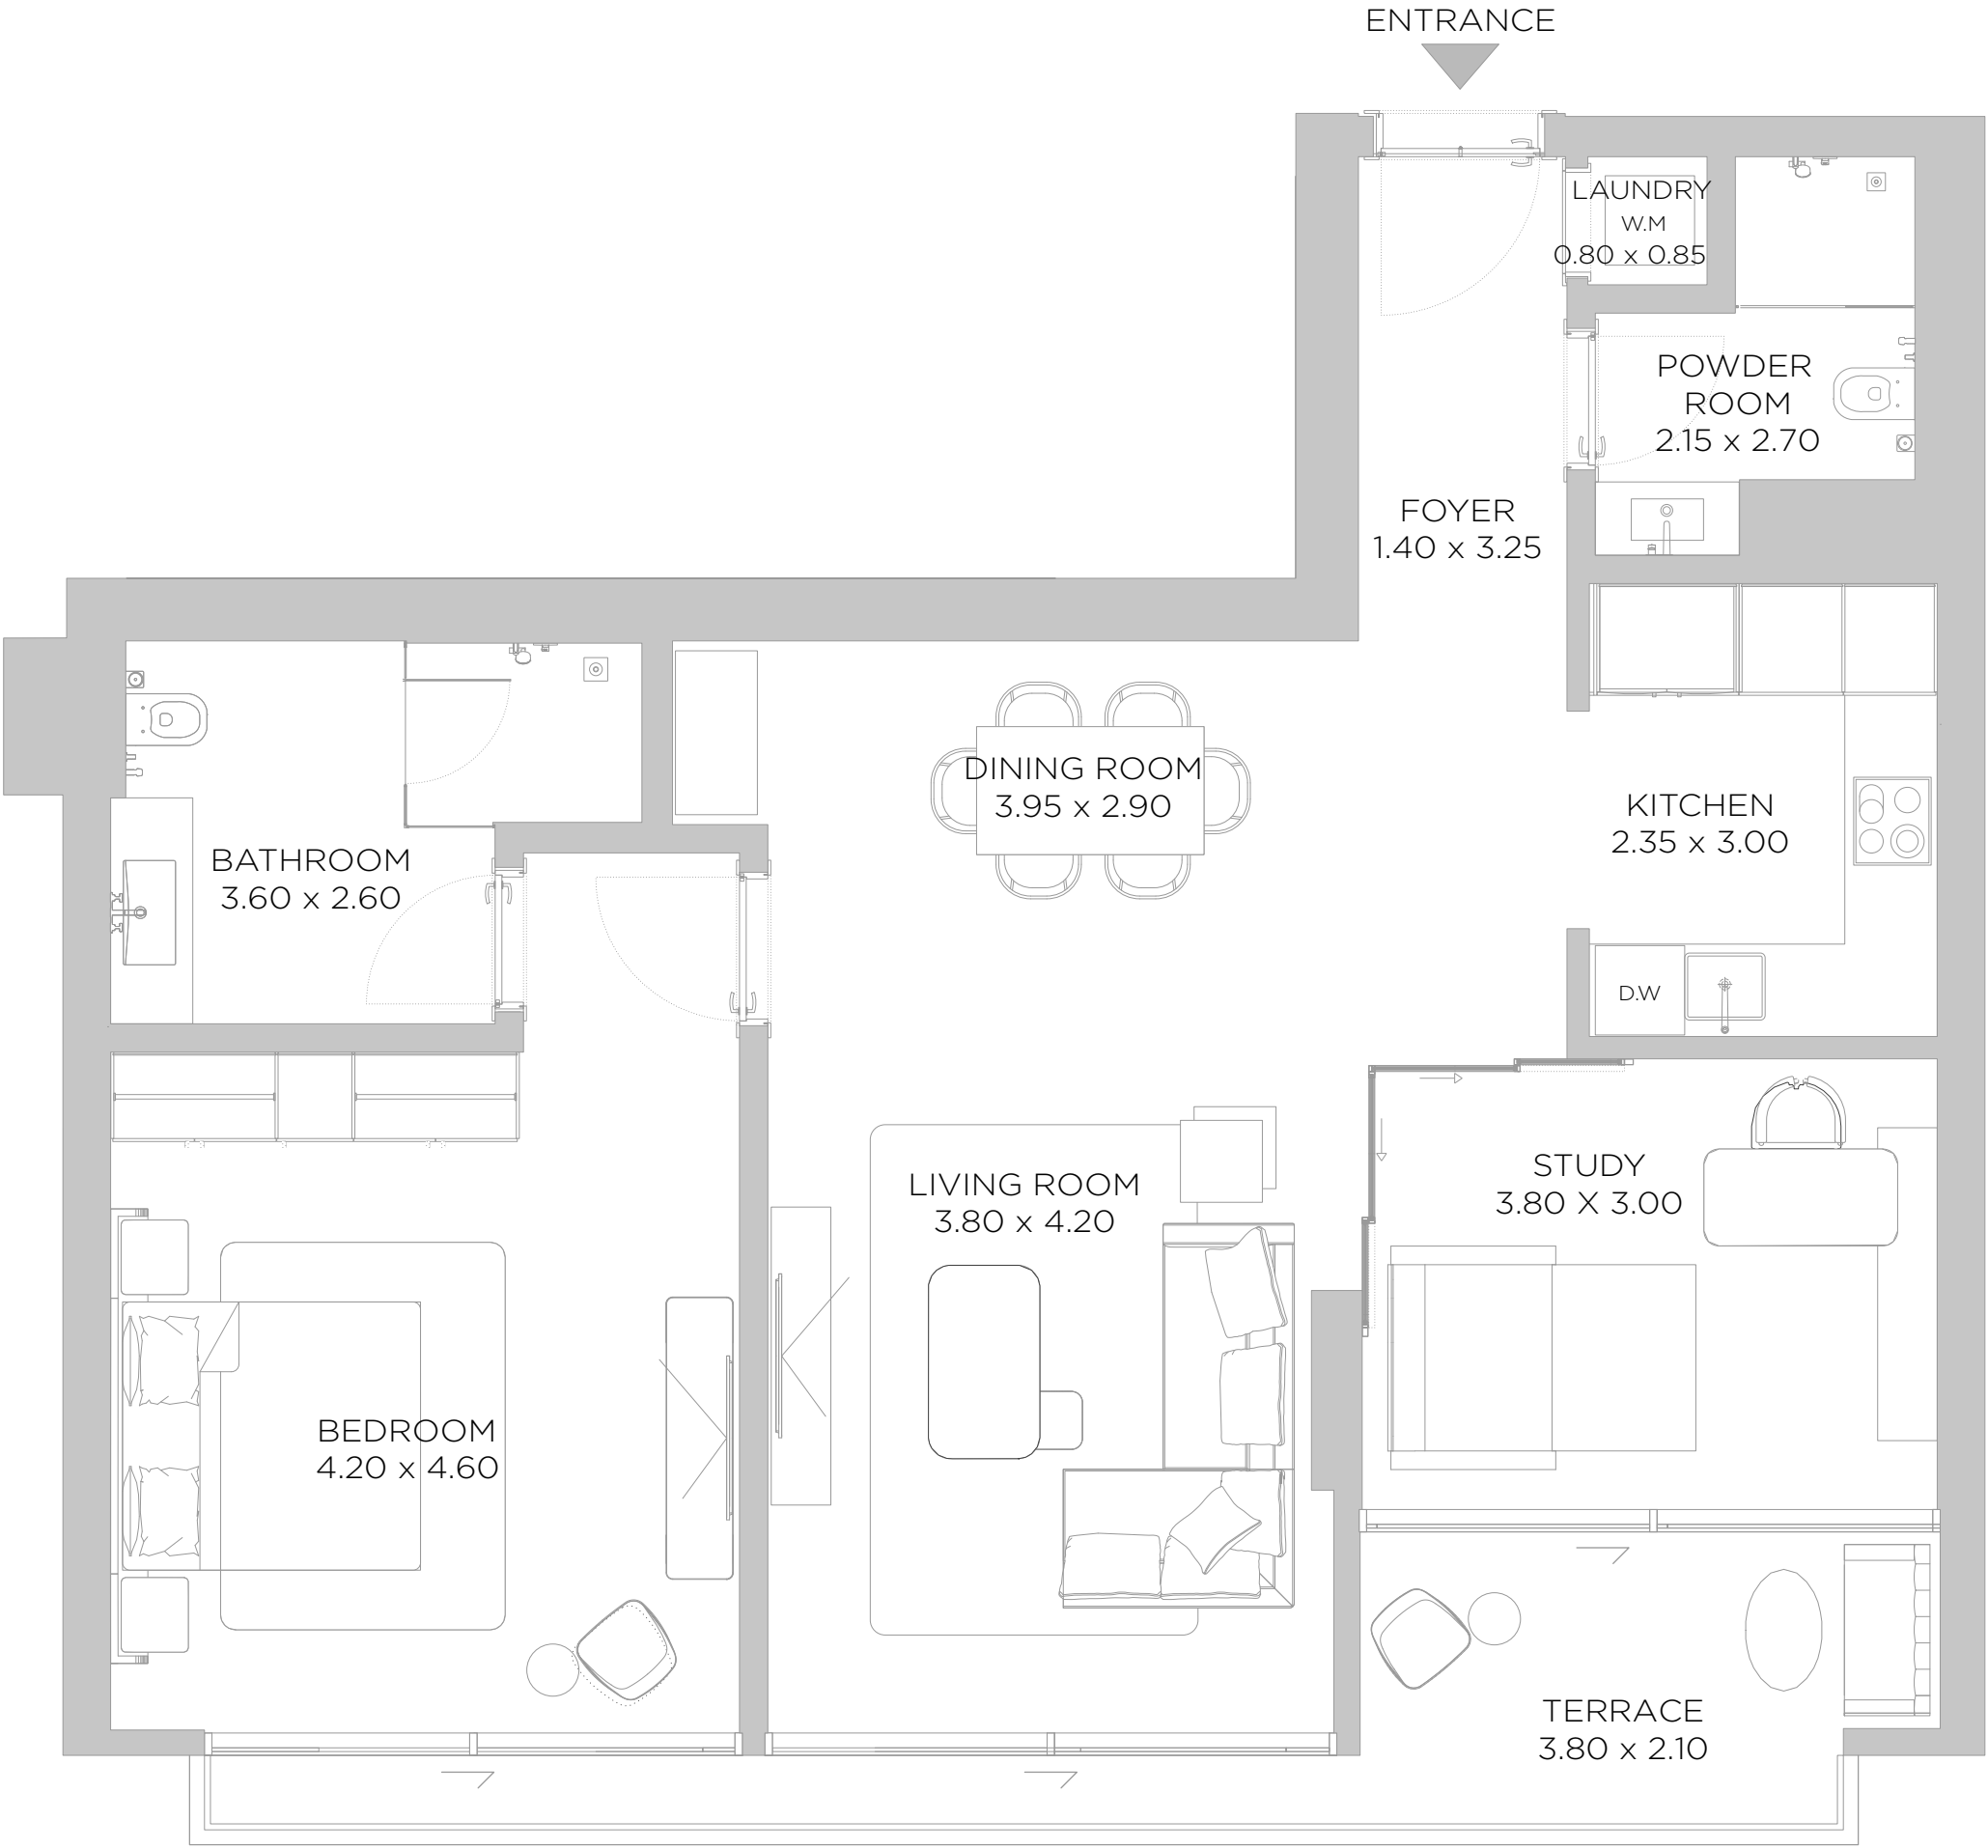 ENTRANCE
LAUNDRY
W.M
0.80 x 0.85
POWDER
ROOM
2.15 x 2.70
FOYER
1.40 x 3.25
DINING ROOM
3.95 x 2.90
KITCHEN
2.35 x 3.00
BATHROOM
3.60 x 2.60
D.W
STUDY
3.80 X 3.00
LIVING ROOM
3.80 x 4.20
BEDROOM
4.20 x 4.60
TERRACE
3.80 x 2.10